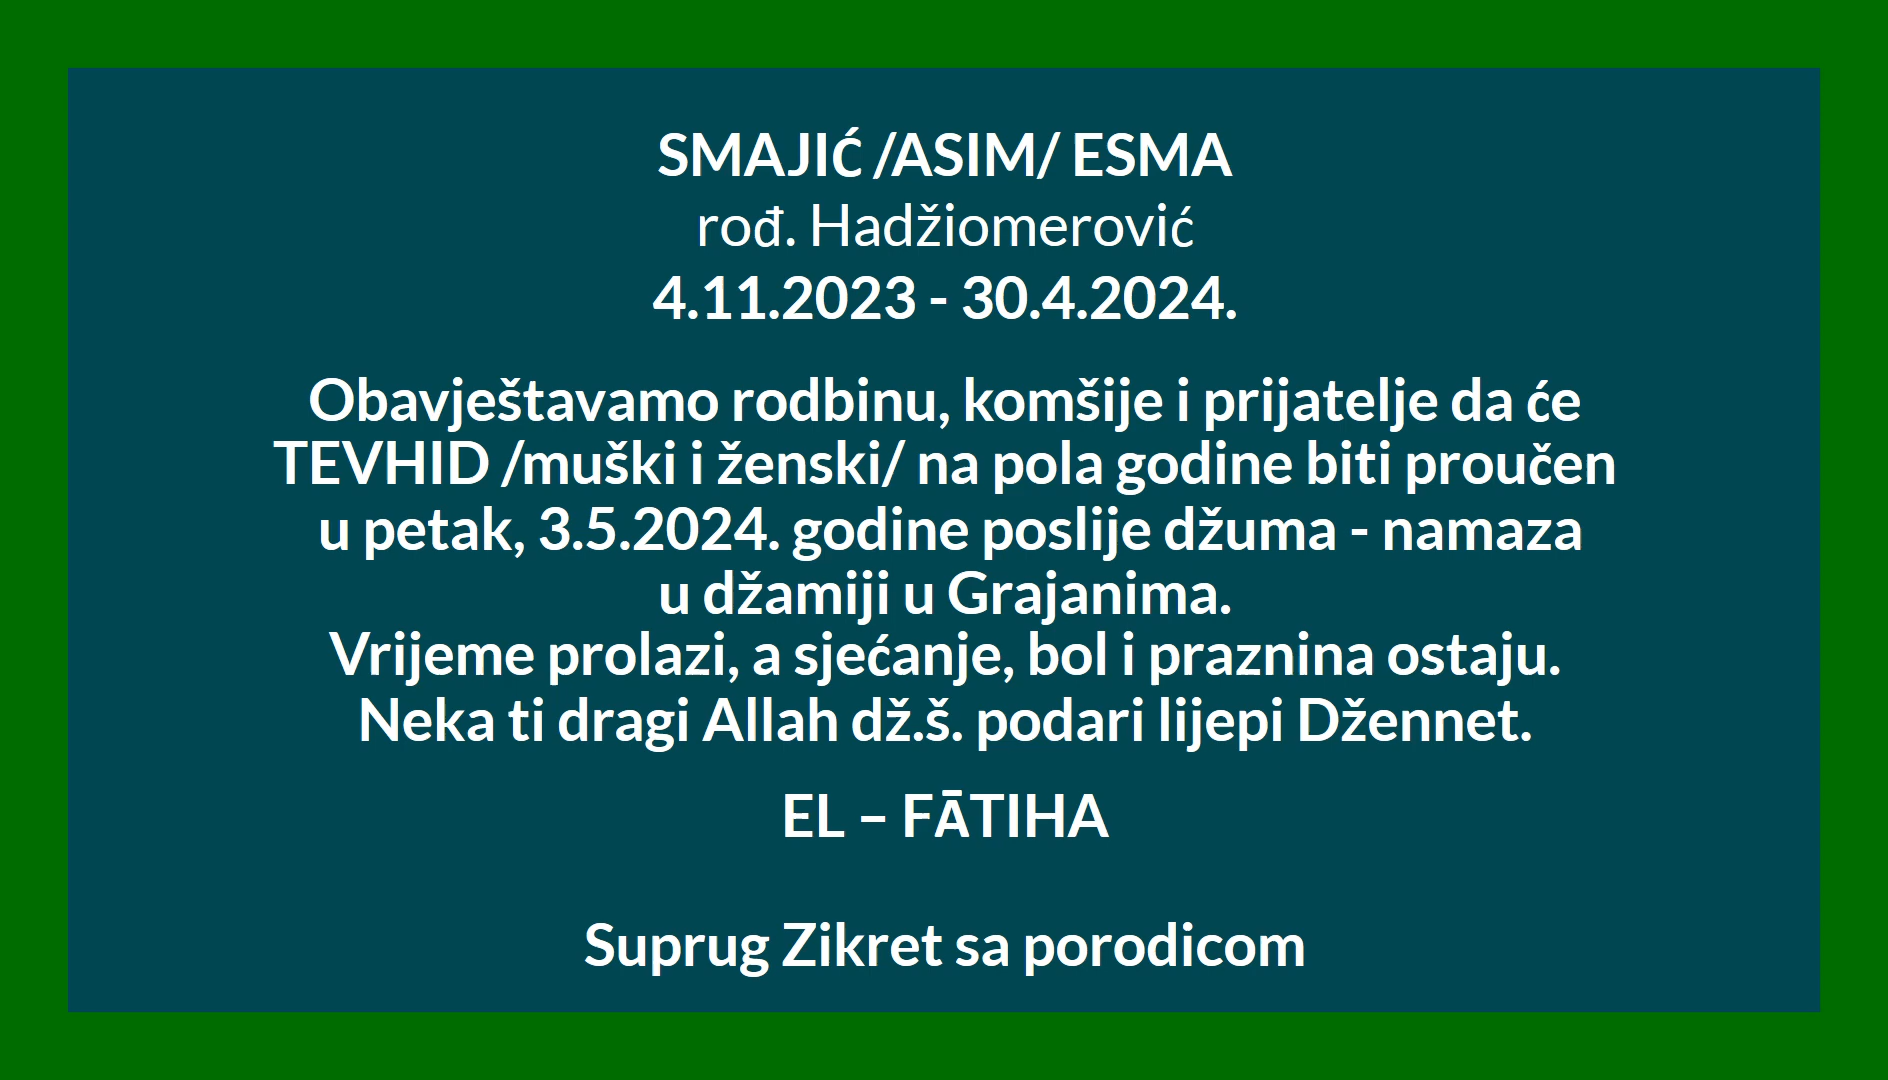 SMAJIĆ /ASIM/ ESMA
rođ. Hadžiomerović
4.11.2023 - 30.4.2024.
Obavještavamo rodbinu, komšije i prijatelje da će
TEVHID /muški i ženski/ na pola godine biti proučen
u petak, 3.5.2024. godine poslije džuma - namaza
u džamiji u Grajanima.
Vrijeme prolazi, a sjećanje, bol i praznina ostaju.
Neka ti dragi Allah dž.š. podari lijepi Džennet.
EL – FĀTIHA
Suprug Zikret sa porodicom